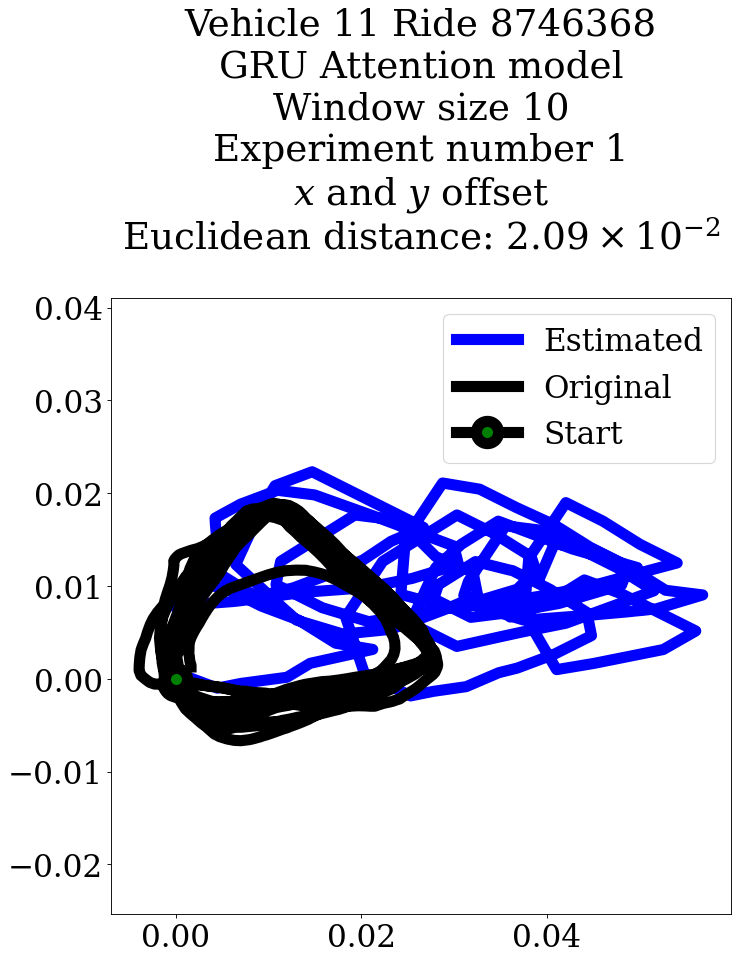 Vehicle 11 Ride 8746368
GRU Attention model
Window size 10
Experiment number 1
x and y offset
Euclidean distance: 2.09 × 10⁻²
0.04
0.03
0.02
0.01
0.00
−0.01
−0.02
Estimated
Original
Start
0.00 0.02 0.04